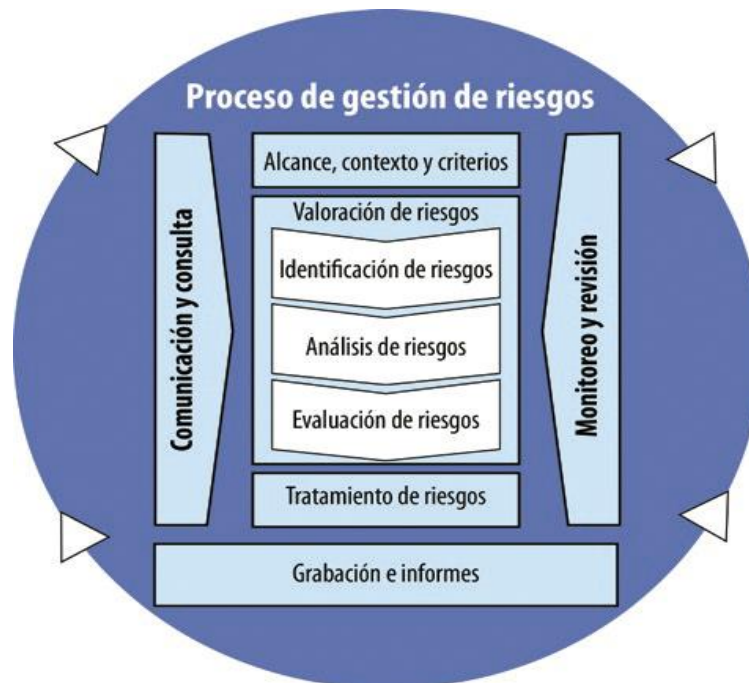 Proceso de gestión de riesgos
Comunicación y consulta
Alcance, contexto y criterios
Valoración de riesgos
Identificación de riesgos
Análisis de riesgos
Evaluación de riesgos
Tratamiento de riesgos
Monitoreo y revisión
Grabación e informes